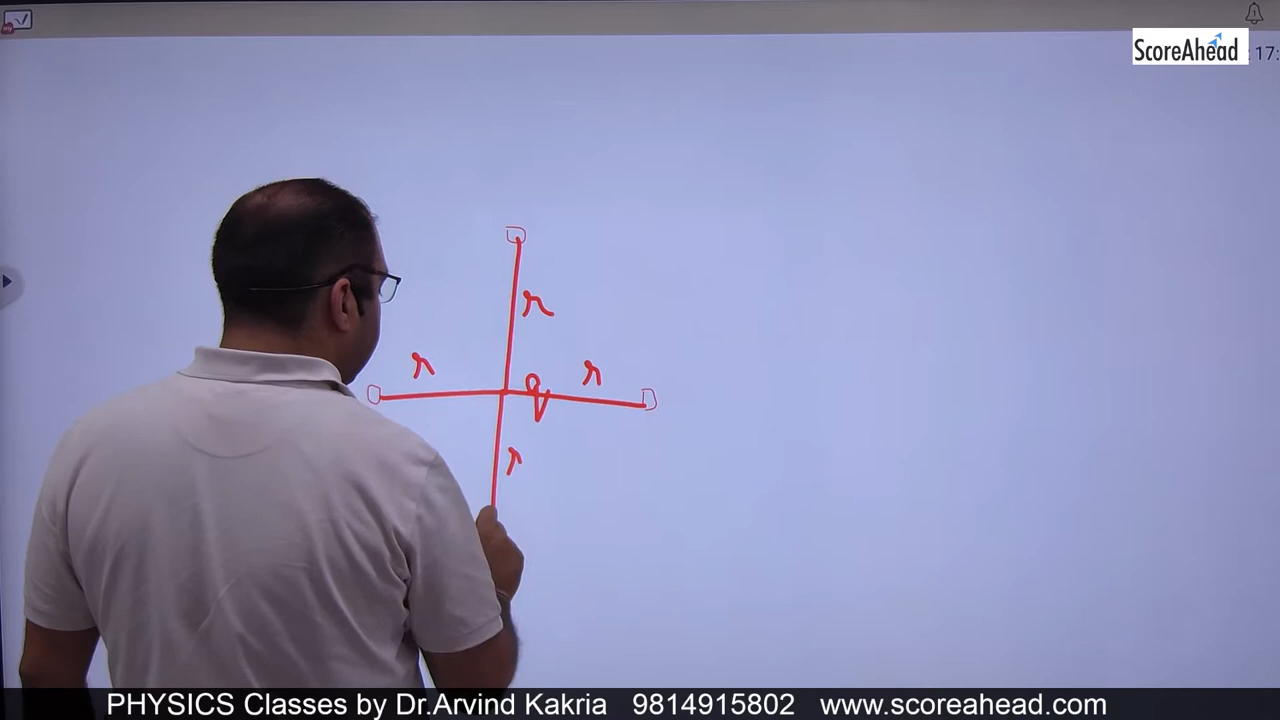 ScoreAhead
17:
r
r
q
r
r
PHYSICS Classes by Dr.Arvind Kakria 9814915802 www.scoreahead.com